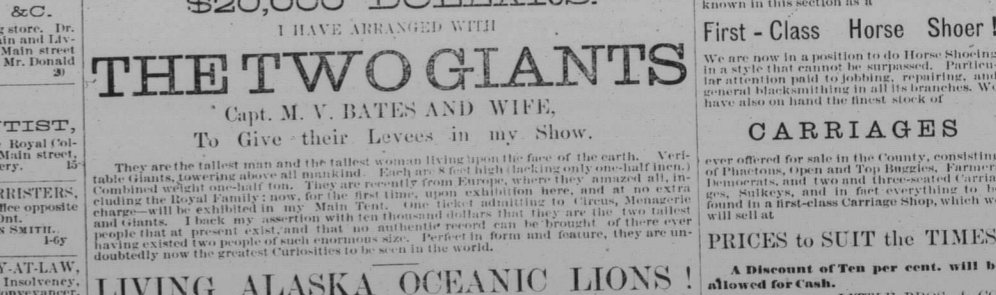 &C.
store. Dr.
ain and Liv-
Main street
Mr. Donald
20
TIST,
Royal Col-
Main street,
ery. 15
RRISTERS,
ffice opposite
Ont.
S SMITH.
1-6y
Y-AT-LAW,
Insolvency,
onveyancer,
$20,000 DOLLARS.
I HAVE ARRANGED WITH
THE TWO GIANTS
Capt. M. V. BATES AND WIFE,
To Give their Levees in my Show.
They are the tallest man and the tallest woman living upon the face of the earth. Veri-
table Giants, towering above all mankind. Each are 8 feet high (lacking only one-half inch.)
Combined weight one-half ton. They are recently from Europe, where they amazed all, in-
cluding the Royal Family; now, for the first time, upon exhibition here, and at no extra
charge—will be exhibited in my Main Tent. One ticket admitting to Circus, Menagerie
and Giants. I back my assertion with ten thousand dollars that they are the two tallest
people that at present exist, and that no authentic record can be brought of there ever
having existed two people of such enormous size. Perfect in form and feature, they are un-
doubtedly now the greatest Curiosities to be seen in the world.
LIVING ALASKA OCEANIC LIONS !
known in this section as a
First - Class Horse Shoer !
We are now in a position to do Horse Shoeing
in a style that cannot be surpassed. Particu-
lar attention paid to jobbing, repairing, and
general blacksmithing in all its branches. We
have also on hand the finest stock of
CARRIAGES
ever offered for sale in the County, consisting
of Phaetons, Open and Top Buggies, Farmer
Democrats, and two and three-seated Carria
ges, Sulkeys, and in fact everything to b
found in a first-class Carriage Shop, which w
will sell at
PRICES to SUIT the TIMES
A Discount of Ten per cent. will b
allowed for Cash.